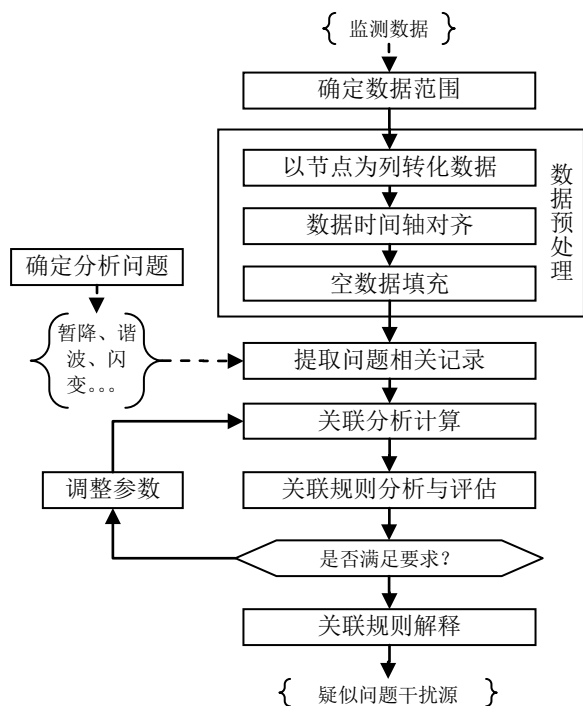 监测数据
确定数据范围
以节点为列转化数据
数据时间轴对齐
空数据填充
数据预处理
确定分析问题
暂降、谐
波、闪
变。。。
提取问题相关记录
关联分析计算
调整参数
关联规则分析与评估
是否满足要求？
关联规则解释
疑似问题干扰源